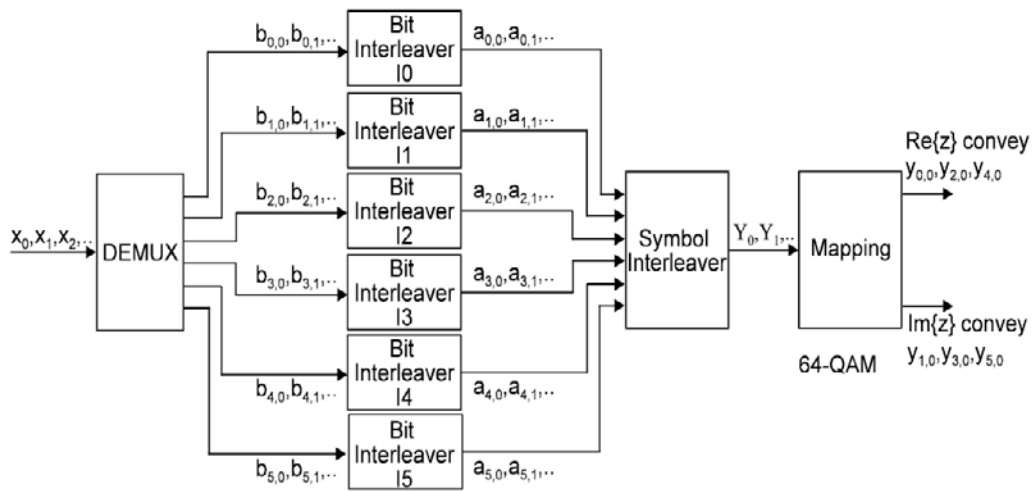 b0,0,b0,1,..
Bit
Interleaver
I0
a0,0,a0,1,..
b1,0,b1,1,..
Bit
Interleaver
I1
a1,0,a1,1,..
b2,0,b2,1,..
Bit
Interleaver
I2
a2,0,a2,1,..
b3,0,b3,1,..
Bit
Interleaver
I3
a3,0,a3,1,..
b4,0,b4,1,..
Bit
Interleaver
I4
a4,0,a4,1,..
b5,0,b5,1,..
Bit
Interleaver
I5
a5,0,a5,1,..
x0,x1,x2,..
DEMUX
Symbol
Interleaver
Y0,Y1,..
Mapping
64-QAM
Re{z} convey
y0,0,y2,0,y4,0
Im{z} convey
y1,0,y3,0,y5,0